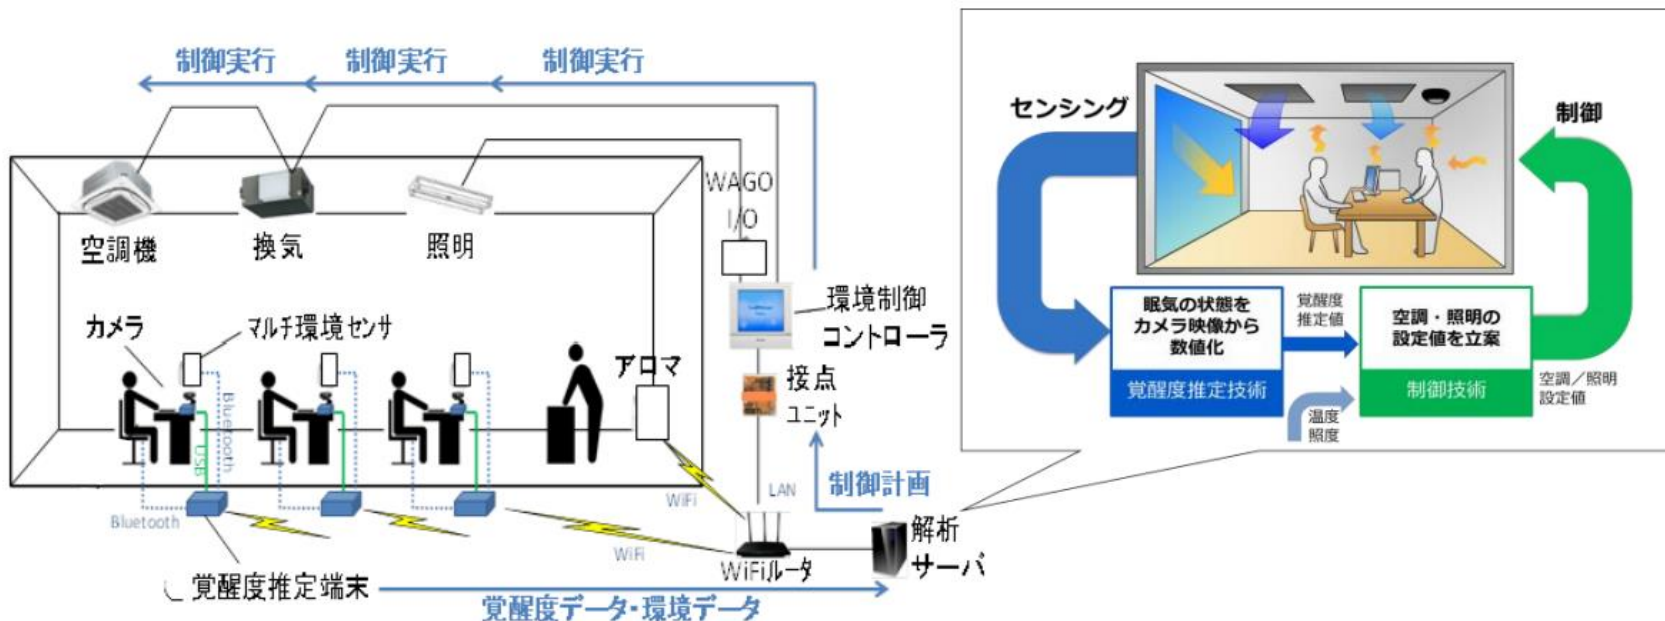 制御実行
制御実行
制御実行
空調機
換気
照明
WAGO
I/O
環境制御
コントローラ
カメラ
マルチ環境センサ
アロマ
接点
ユニット
Bluetooth
USB
Bluetooth
WiFi
WiFi
LAN
制御計画
解析
サーバ
WiFiルータ
覚醒度推定端末
覚醒度データ・環境データ
センシング
制御
眠気の状態を
カメラ映像から
数値化
覚醒度推定技術
覚醒度
推定値
空調・照明の
設定値を立案
制御技術
温度
照度
空調／照明
設定値